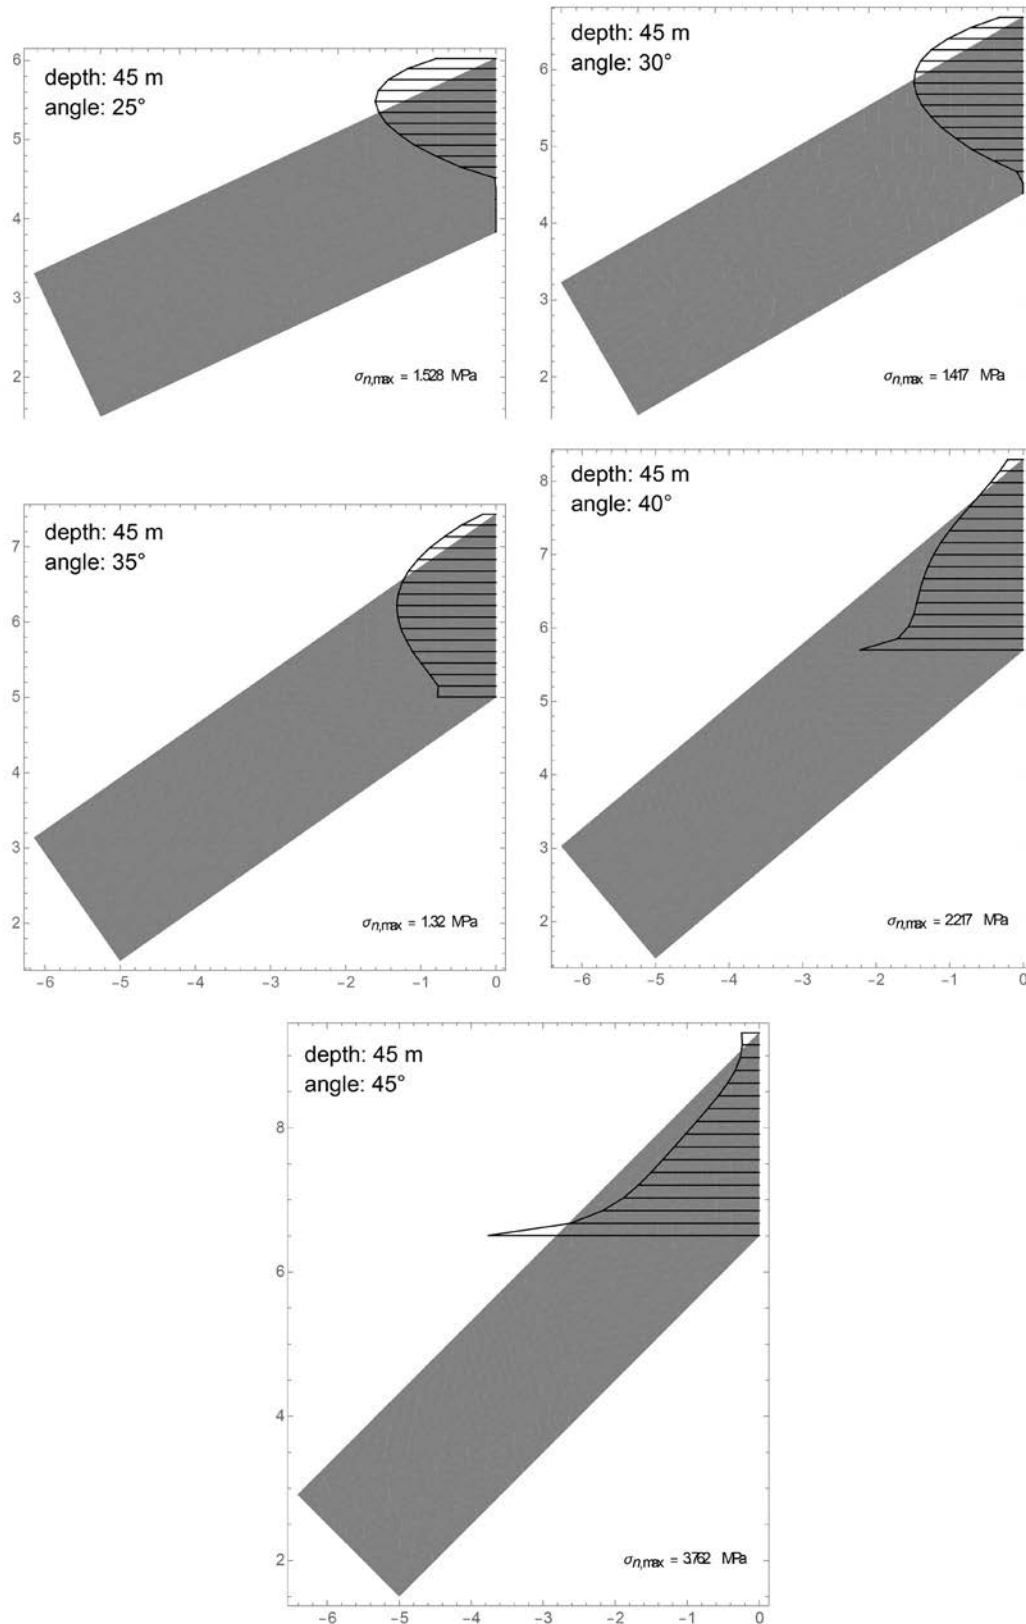 depth: 45 m
angle: 25°
6
5
4
3
2
σn,max = 1.528 MPa
depth: 45 m
angle: 30°
6
5
4
3
2
σn,max = 1.417 MPa
depth: 45 m
angle: 35°
7
6
5
4
3
2
σn,max = 1.32 MPa
-6 -5 -4 -3 -2 -1 0
depth: 45 m
angle: 40°
8
7
6
5
4
3
2
σn,max = 2.217 MPa
-6 -5 -4 -3 -2 -1 0
depth: 45 m
angle: 45°
8
6
4
2
σn,max = 3.762 MPa
-6 -5 -4 -3 -2 -1 0